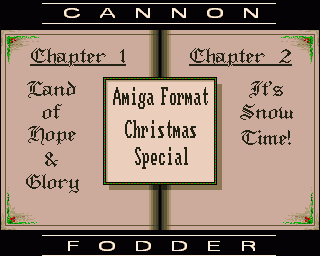 CANNON
Chapter 1
Land
of
Hope
&
Glory
Amiga Format
Christmas
Special
Chapter 2
It's
Snow
Time!
FODDER